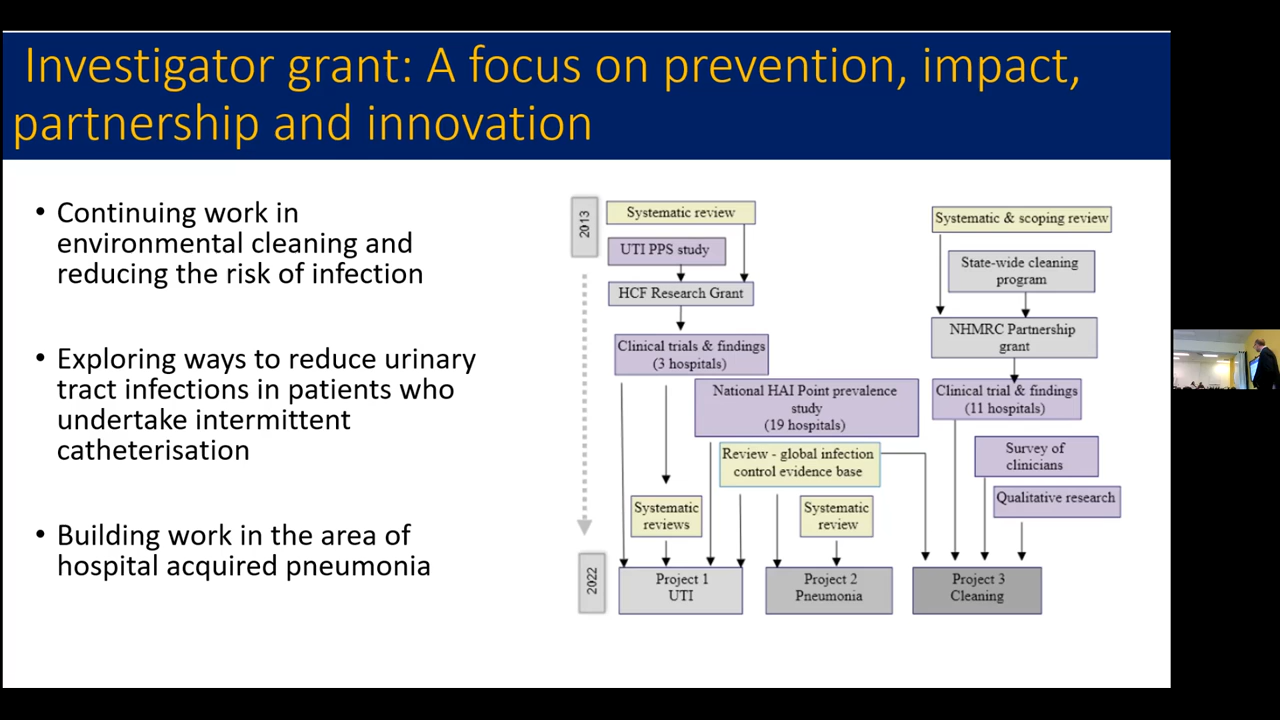 Investigator grant: A focus on prevention, impact,
partnership and innovation
• Continuing work in
environmental cleaning and
reducing the risk of infection
• Exploring ways to reduce urinary
tract infections in patients who
undertake intermittent
catheterisation
• Building work in the area of
hospital acquired pneumonia
2013
Systematic review
UTI PPS study
HCF Research Grant
Clinical trials & findings
(3 hospitals)
National HAI Point prevalence
study
(19 hospitals)
Review - global infection
control evidence base
Systematic
reviews
Systematic
review
Systematic & scoping review
State-wide cleaning
program
NHMRC Partnership
grant
Clinical trial & findings
(11 hospitals)
Survey of
clinicians
Qualitative research
2022
Project 1
UTI
Project 2
Pneumonia
Project 3
Cleaning